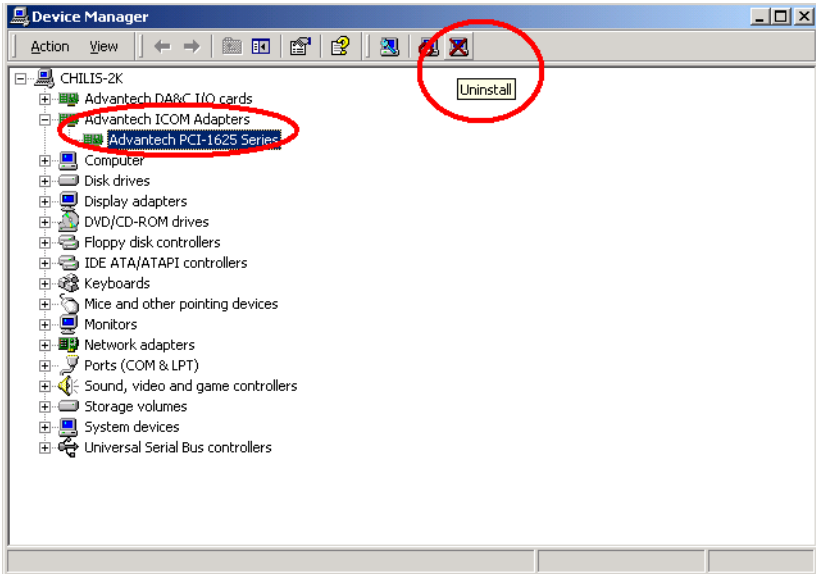 Device Manager
Action View
Uninstall
CHILIS-2K
Advantech DA&C I/O cards
Advantech ICOM Adapters
Advantech PCI-1625 Series
Computer
Disk drives
Display adapters
DVD/CD-ROM drives
Floppy disk controllers
IDE ATA/ATAPI controllers
Keyboards
Mice and other pointing devices
Monitors
Network adapters
Ports (COM & LPT)
Sound, video and game controllers
Storage volumes
System devices
Universal Serial Bus controllers